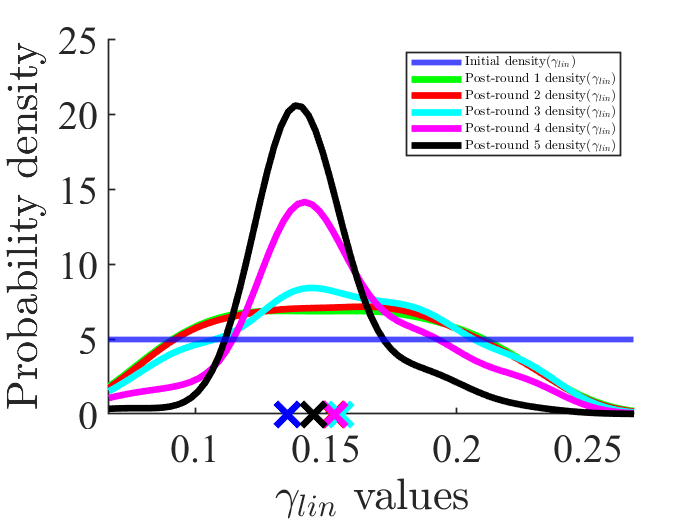 25
20
15
10
5
0
Probability density
Initial density(γlin)
Post-round 1 density(γlin)
Post-round 2 density(γlin)
Post-round 3 density(γlin)
Post-round 4 density(γlin)
Post-round 5 density(γlin)
0.1 0.15 0.2 0.25
γlin values